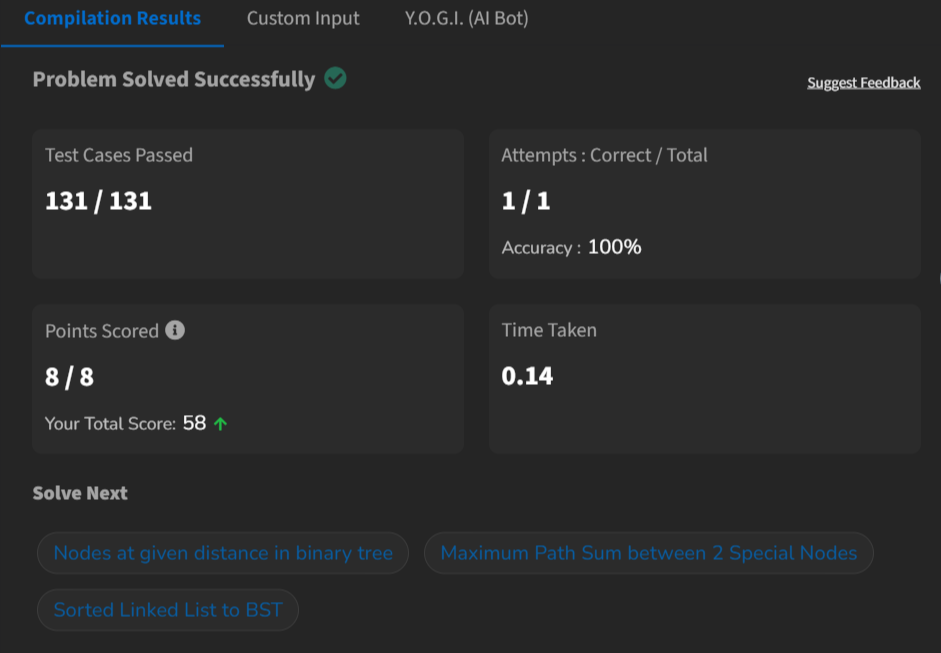 Compilation Results Custom Input Y.O.G.I. (AI Bot)
Problem Solved Successfully
Suggest Feedback
Test Cases Passed
131 / 131
Attempts : Correct / Total
1 / 1
Accuracy : 100%
Points Scored
8 / 8
Your Total Score: 58
Time Taken
0.14
Solve Next
Nodes at given distance in binary tree
Maximum Path Sum between 2 Special Nodes
Sorted Linked List to BST